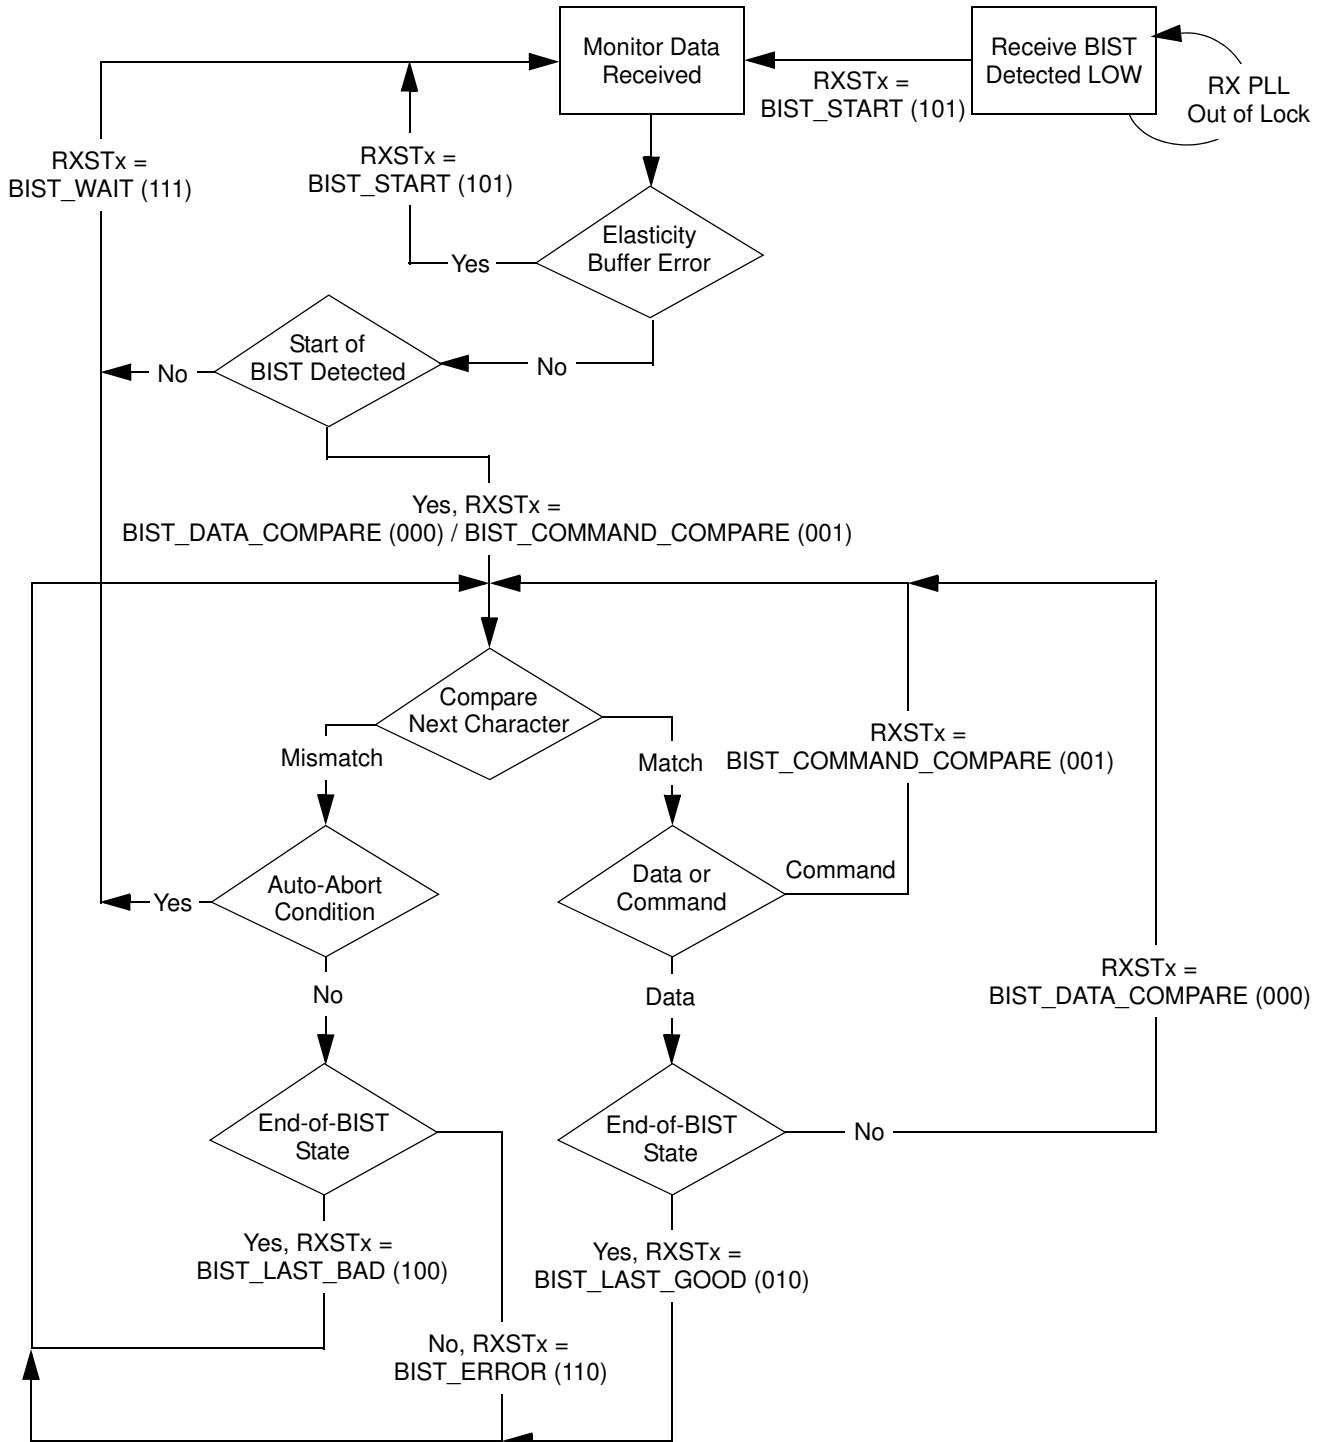 Monitor Data
Received
Receive BIST
Detected LOW
RX PLL
Out of Lock
RXSTx =
BIST_START (101)
RXSTx =
BIST_WAIT (111)
RXSTx =
BIST_START (101)
Elasticity
Buffer Error
Yes
Start of
BIST Detected
No
No
Yes, RXSTx =
BIST_DATA_COMPARE (000) / BIST_COMMAND_COMPARE (001)
Compare
Next Character
Mismatch
Match
RXSTx =
BIST_COMMAND_COMPARE (001)
Auto-Abort
Condition
Yes
Data or
Command
Command
No
Data
RXSTx =
BIST_DATA_COMPARE (000)
End-of-BIST
State
End-of-BIST
State
No
Yes, RXSTx =
BIST_LAST_BAD (100)
Yes, RXSTx =
BIST_LAST_GOOD (010)
No, RXSTx =
BIST_ERROR (110)